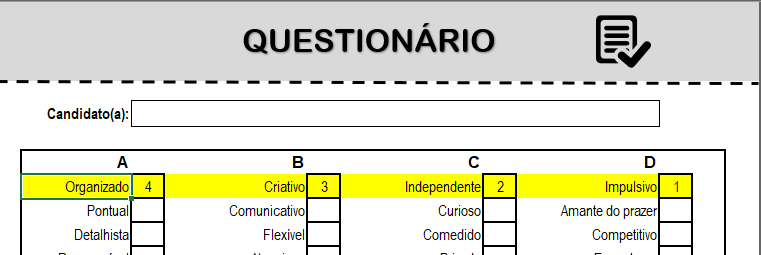 QUESTIONÁRIO
Candidato(a):
A B C D
Organizado 4 Criativo 3 Independente 2 Impulsivo 1
Pontual Comunicativo Curioso Amante do prazer
Detalhista Flexivel Comedido Competitivo